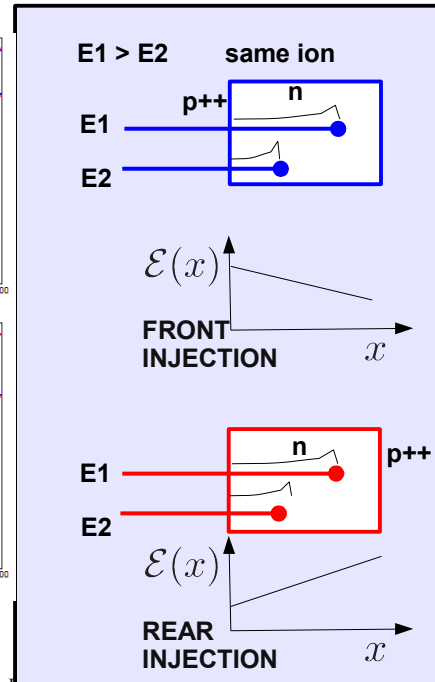 E1 > E2 same ion
p++ n
E1
E2
ℰ(x)
FRONT
INJECTION x
n p++
E1
E2
ℰ(x)
REAR
INJECTION x